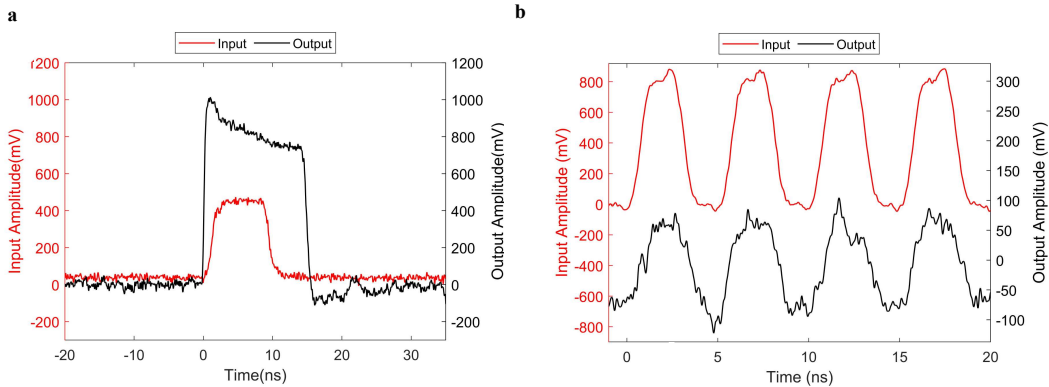 a
Input Output
1200
1000
800
600
400
200
0
-200
Input Amplitude(mV)
1200
1000
800
600
400
200
0
-200
Output Amplitude(mV)
-20 -10 0 10 20 30
Time(ns)
b
Input Output
800
600
400
200
0
-200
-400
-600
-800
Input Amplitude (mV)
300
250
200
150
100
50
0
-50
-100
Output Amplitude (mV)
0 5 10 15 20
Time (ns)